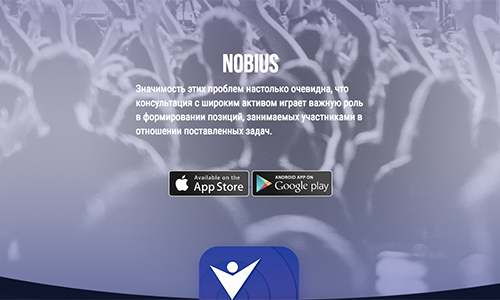 NOBIUS
Значимость этих проблем настолько очевидна, что
консультация с широким активом играет важную роль
в формировании позиций, занимаемых участниками в
отношении поставленных задач.
Available on the
App Store
ANDROID APP ON
Google play